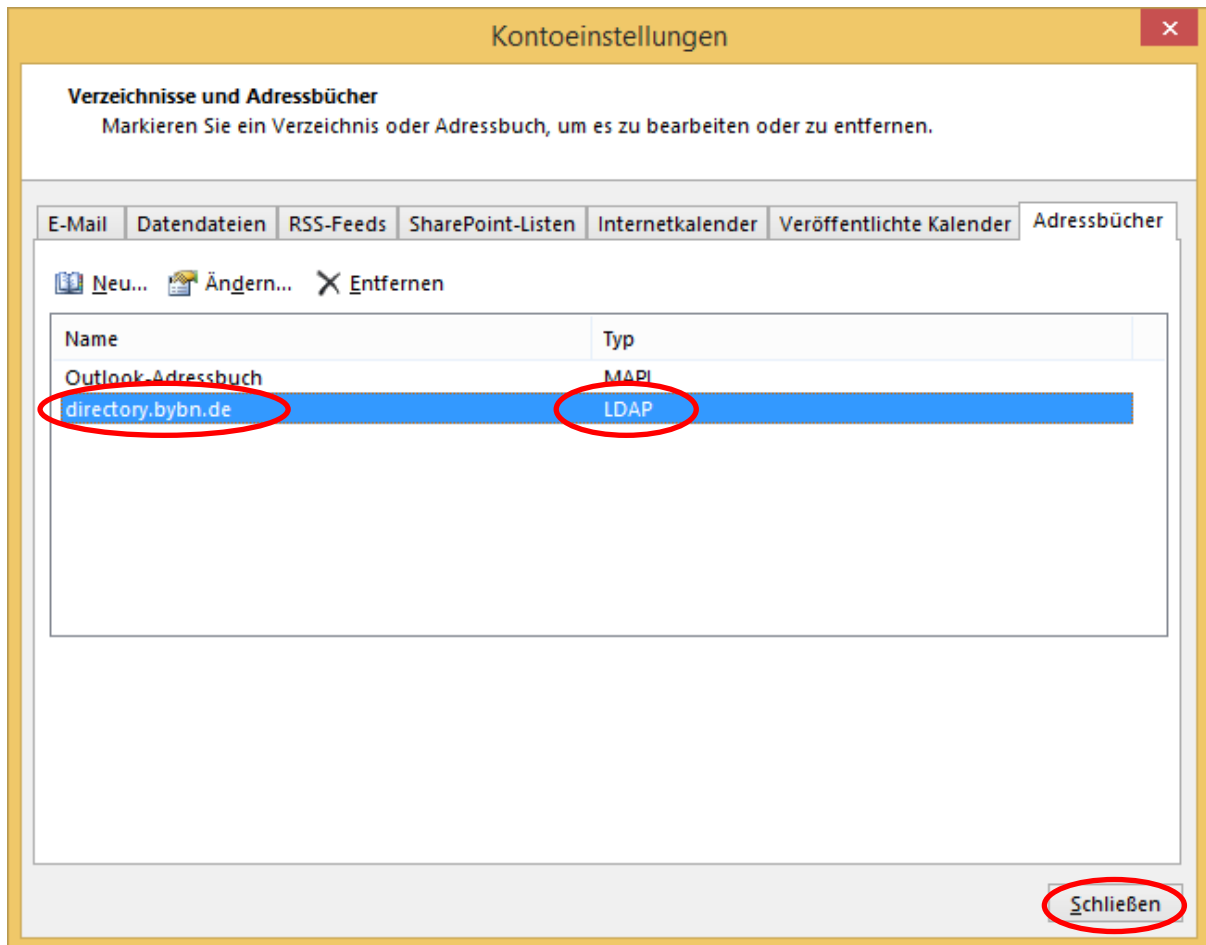 Kontoeinstellungen
Verzeichnisse und Adressbücher
Markieren Sie ein Verzeichnis oder Adressbuch, um es zu bearbeiten oder zu entfernen.
E-Mail Datendateien RSS-Feeds SharePoint-Listen Internetkalender Veröffentlichte Kalender Adressbücher
Neu... Ändern... Entfernen
Name Typ
Outlook-Adressbuch MAPI
directory.bybn.de LDAP
Schließen